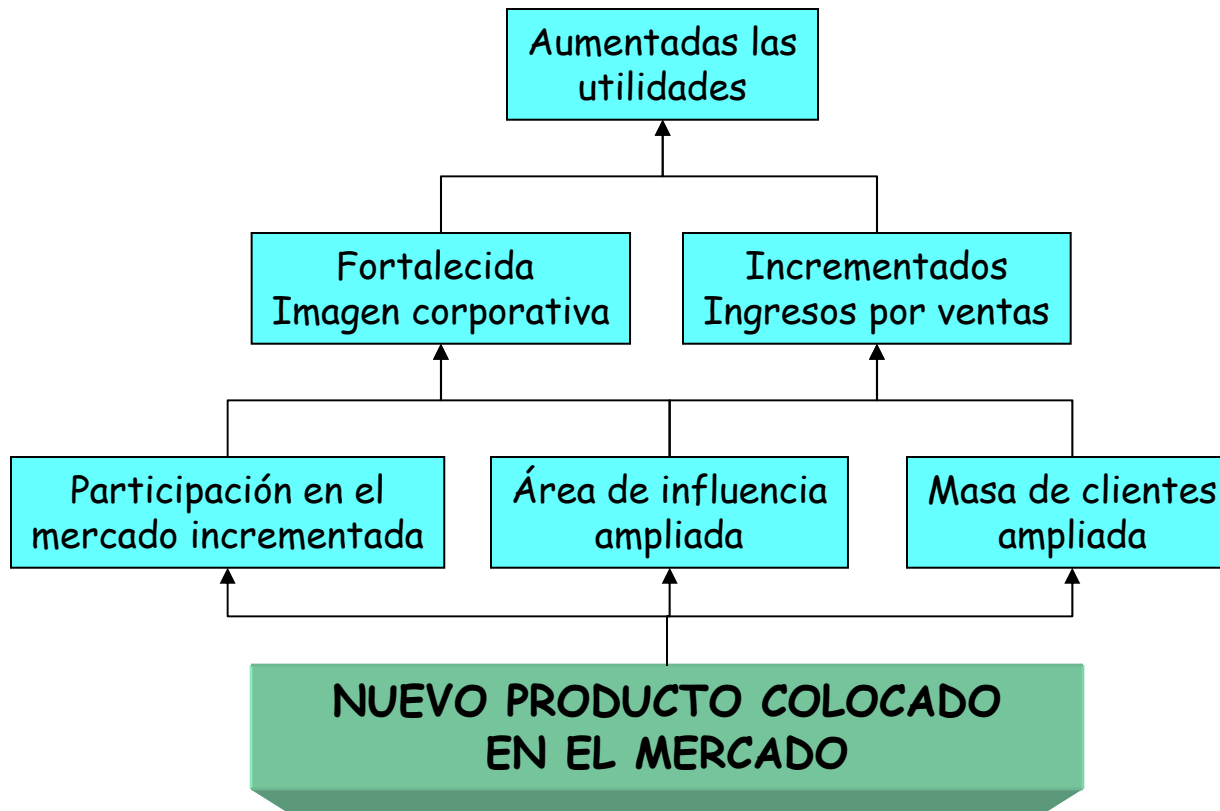 Aumentadas las
utilidades
Fortalecida
Imagen corporativa
Incrementados
Ingresos por ventas
Participación en el
mercado incrementada
Área de influencia
ampliada
Masa de clientes
ampliada
NUEVO PRODUCTO COLOCADO
EN EL MERCADO